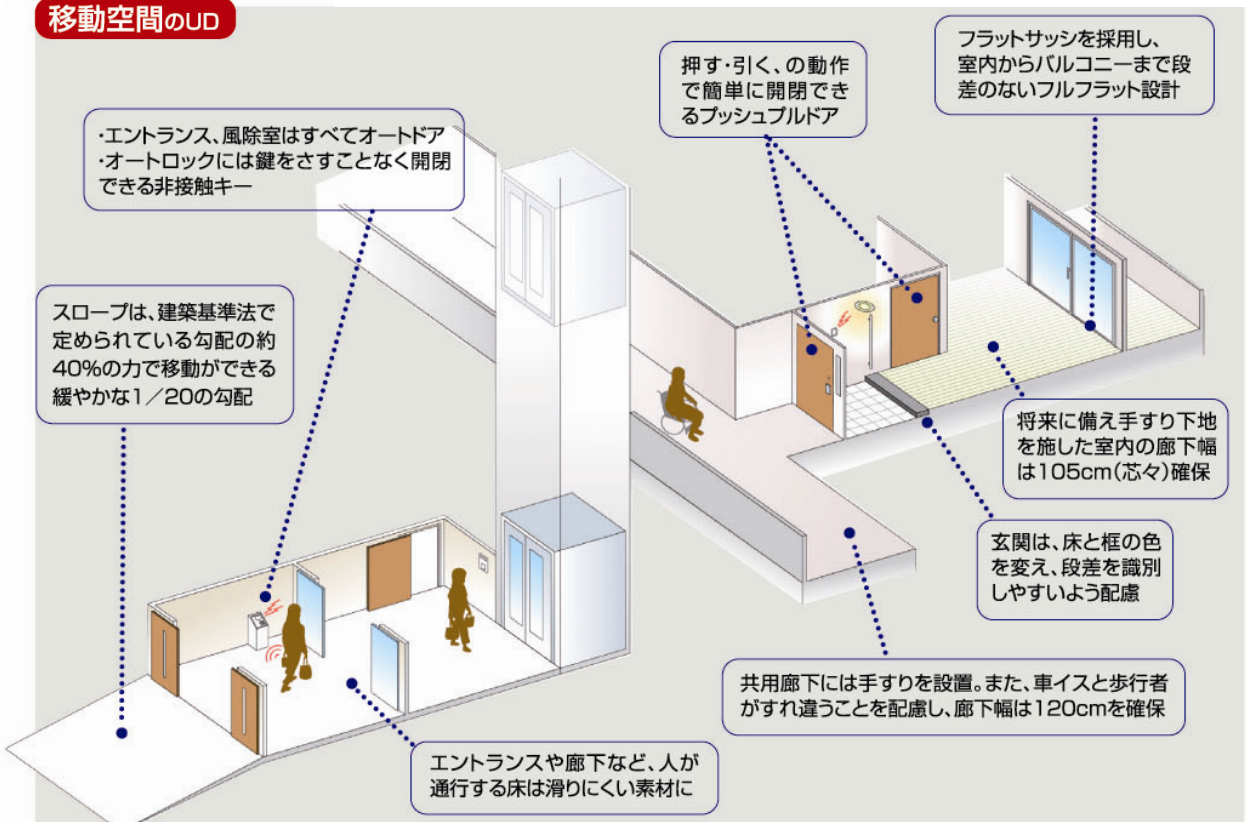 移動空間のUD
・エントランス、風除室はすべてオートドア
・オートロックには鍵をさすことなく開閉
できる非接触キー
押す・引く、の動作
で簡単に開閉でき
るプッシュプルドア
フラットサッシを採用し、
室内からバルコニーまで段
差のないフルフラット設計
スロープは、建築基準法で
定められている勾配の約
40%の力で移動ができる
緩やかな1／20の勾配
将来に備え手すり下地
を施した室内の廊下幅
は105cm(芯々)確保
玄関は、床と框の色
を変え、段差を識別
しやすいよう配慮
共用廊下には手すりを設置。また、車イスと歩行者
がすれ違うことを配慮し、廊下幅は120cmを確保
エントランスや廊下など、人が
通行する床は滑りにくい素材に